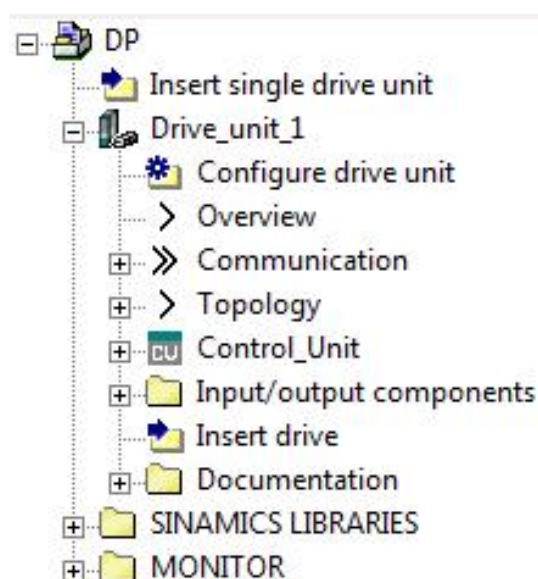 DP
Insert single drive unit
Drive_unit_1
Configure drive unit
Overview
Communication
Topology
CU Control_Unit
Input/output components
Insert drive
Documentation
SINAMICS LIBRARIES
MONITOR